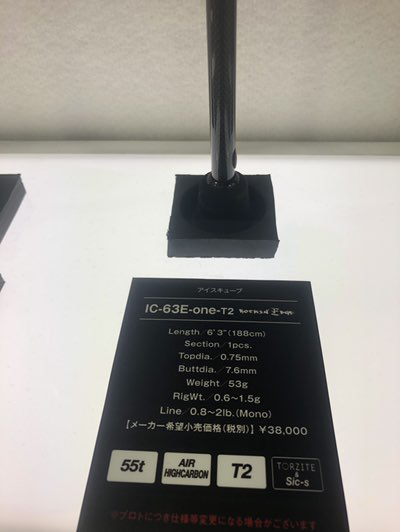 アイスキューブ
IC-63E-one-T2 BOTTKIN' EDGE
Length／6'3"(188cm)
Section／1pcs.
Topdia. 0.75mm
Buttdia.／7.6mm
Weight／53g
RigWt.／0.6~1.5g
Line／0.8~2lb.(Mono)
【メーカー希望小売価格(税別)】￥38,000
55t
AIR
HIGHCARBON
T2
TORZITE
&
SiC-S
※プロトにつき仕様等変更になる場合がございます